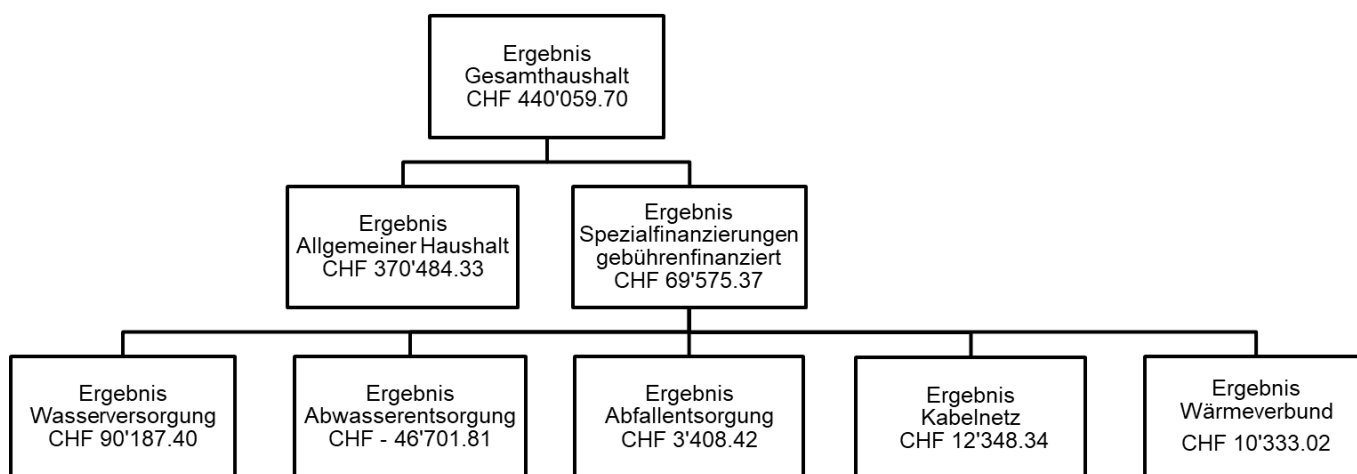 Ergebnis
Gesamthaushalt
CHF 440'059.70
Ergebnis
Allgemeiner Haushalt
CHF 370'484.33
Ergebnis
Spezialfinanzierungen
gebührenfinanziert
CHF 69'575.37
Ergebnis
Wasserversorgung
CHF 90'187.40
Ergebnis
Abwasserentsorgung
CHF - 46'701.81
Ergebnis
Abfallentsorgung
CHF 3'408.42
Ergebnis
Kabelnetz
CHF 12'348.34
Ergebnis
Wärmeverbund
CHF 10'333.02